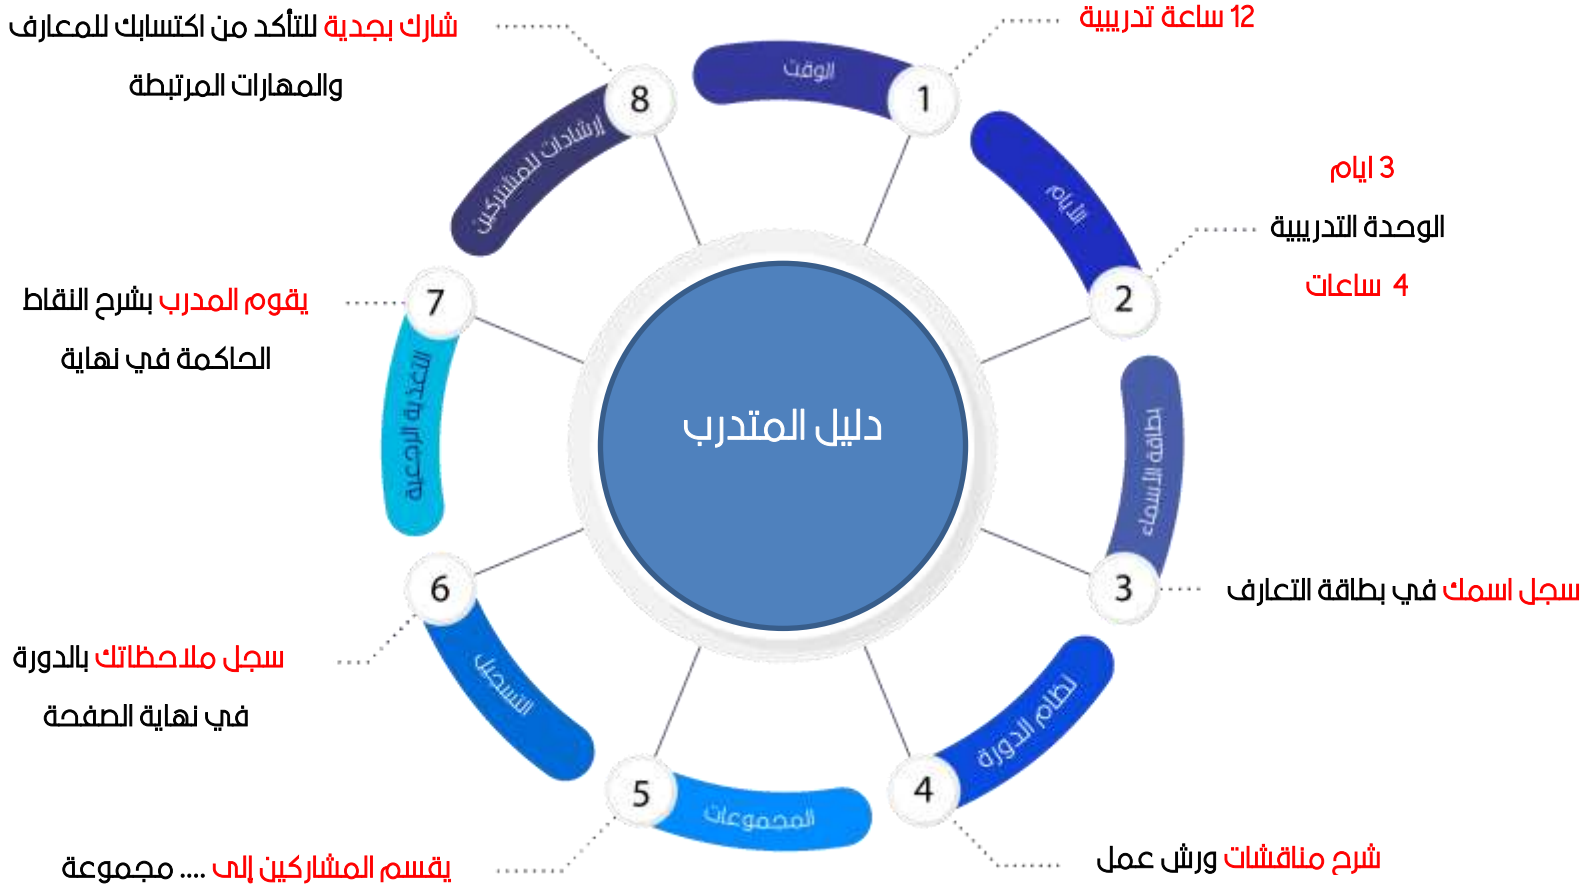 دليل المتدرب
1
الوقت
12 ساعة تدريبية
2
الأيام
3 ايام
الوحدة التدريبية
4 ساعات
3
بطاقة الأسماء
سجل اسمك في بطاقة التعارف
4
نظام الدورة
شرح مناقشات ورش عمل
5
المجموعات
يقسم المشاركين إلى .... مجموعة
6
التسجيل
سجل ملاحظاتك بالدورة
في نهاية الصفحة
7
التغذية الرجعية
يقوم المدرب بشرح النقاط
الحاكمة في نهاية
8
إرشادات للمشتركين
شارك بجدية للتأكد من اكتسابك للمعارف
والمهارات المرتبطة